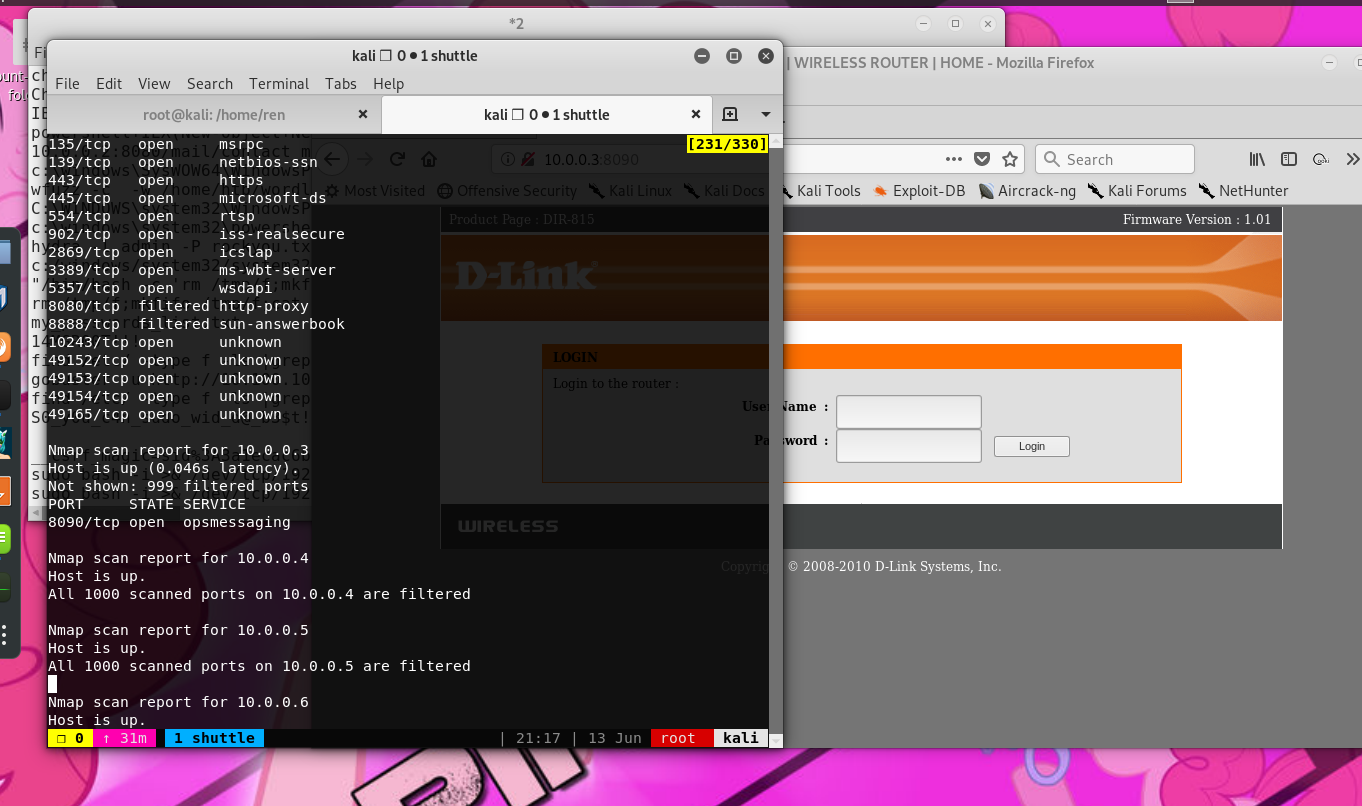 *2
kali ❐ 0 ● 1 shuttle
| WIRELESS ROUTER | HOME - Mozilla Firefox
File Edit View Search Terminal Tabs Help
root@kali: /home/ren
kali ❐ 0 ● 1 shuttle
[231/330]
135/tcp open msrpc
139/tcp open netbios-ssn
443/tcp open https
445/tcp open microsoft-ds
554/tcp open rtsp
902/tcp open iss-realsecure
2869/tcp open icslap
3389/tcp open ms-wbt-server
5357/tcp open wsdapi
8080/tcp filtered http-proxy
8888/tcp filtered sun-answerbook
10243/tcp open unknown
49152/tcp open unknown
49153/tcp open unknown
49154/tcp open unknown
49165/tcp open unknown
Nmap scan report for 10.0.0.3
Host is up (0.046s latency).
Not shown: 999 filtered ports
PORT STATE SERVICE
8090/tcp open opsmessaging
Nmap scan report for 10.0.0.4
Host is up.
All 1000 scanned ports on 10.0.0.4 are filtered
Nmap scan report for 10.0.0.5
Host is up.
All 1000 scanned ports on 10.0.0.5 are filtered
Nmap scan report for 10.0.0.6
Host is up.
❐ 0 ↑ 31m 1 shuttle | 21:17 | 13 Jun root kali
10.0.0.3:8090
Search
Most Visited Offensive Security Kali Linux Kali Docs Kali Tools Exploit-DB Aircrack-ng Kali Forums NetHunter
Product Page : DIR-815 Firmware Version : 1.01
D-Link
LOGIN
Login to the router :
User Name :
Password :
Login
WIRELESS
Copyright © 2008-2010 D-Link Systems, Inc.